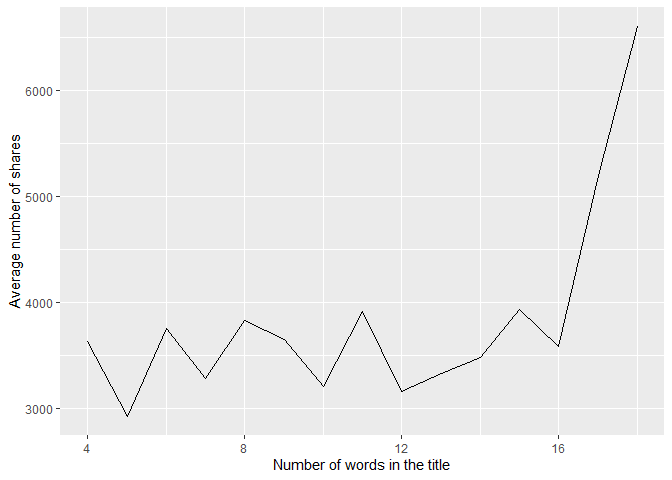 6000
5000
4000
3000
Average number of shares
4 8 12 16
Number of words in the title